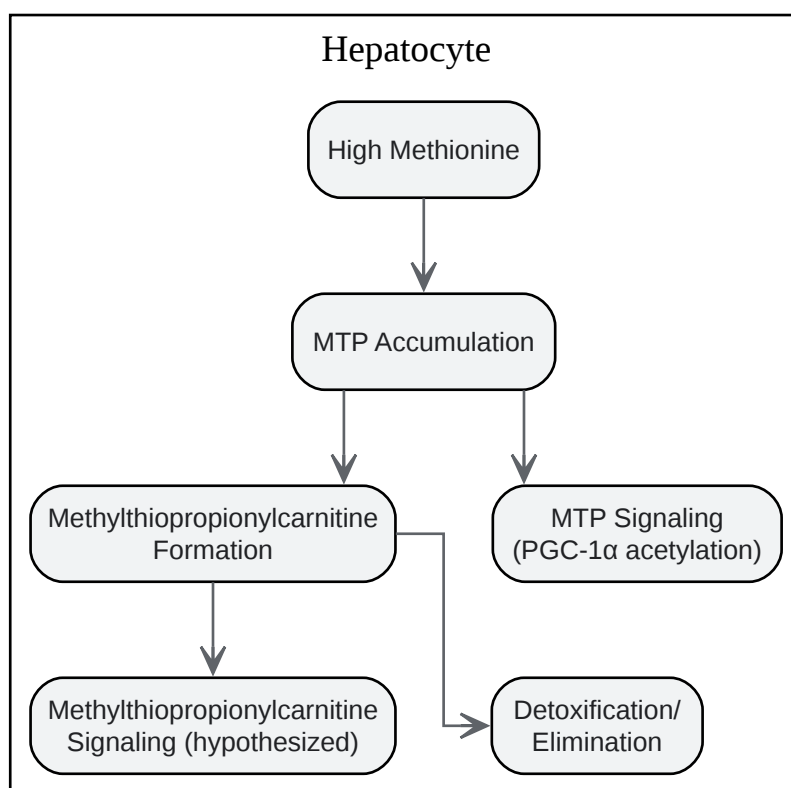 Hepatocyte
High Methionine
MTP Accumulation
Methylthiopropionylcarnitine
Formation
MTP Signaling
(PGC-1α acetylation)
Methylthiopropionylcarnitine
Signaling (hypothesized)
Detoxification/
Elimination